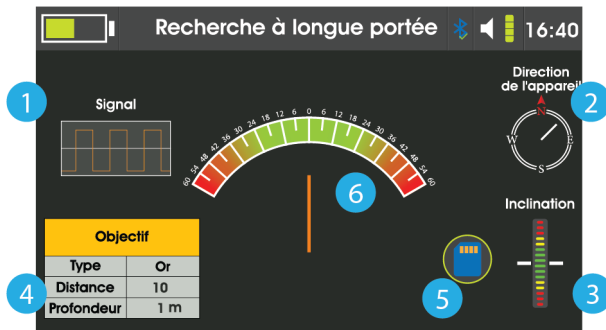 Recherche à longue portée
16:40
1
Signal
Direction
de l'appareil
2
N
W
E
S
60 54 48 42 36 30 24 18 12 6 0 6 12 18 24 30 36 42 48 54 60
6
Inclination
3
Objectif
Type Or
Distance 10
Profondeur 1 m
4
5